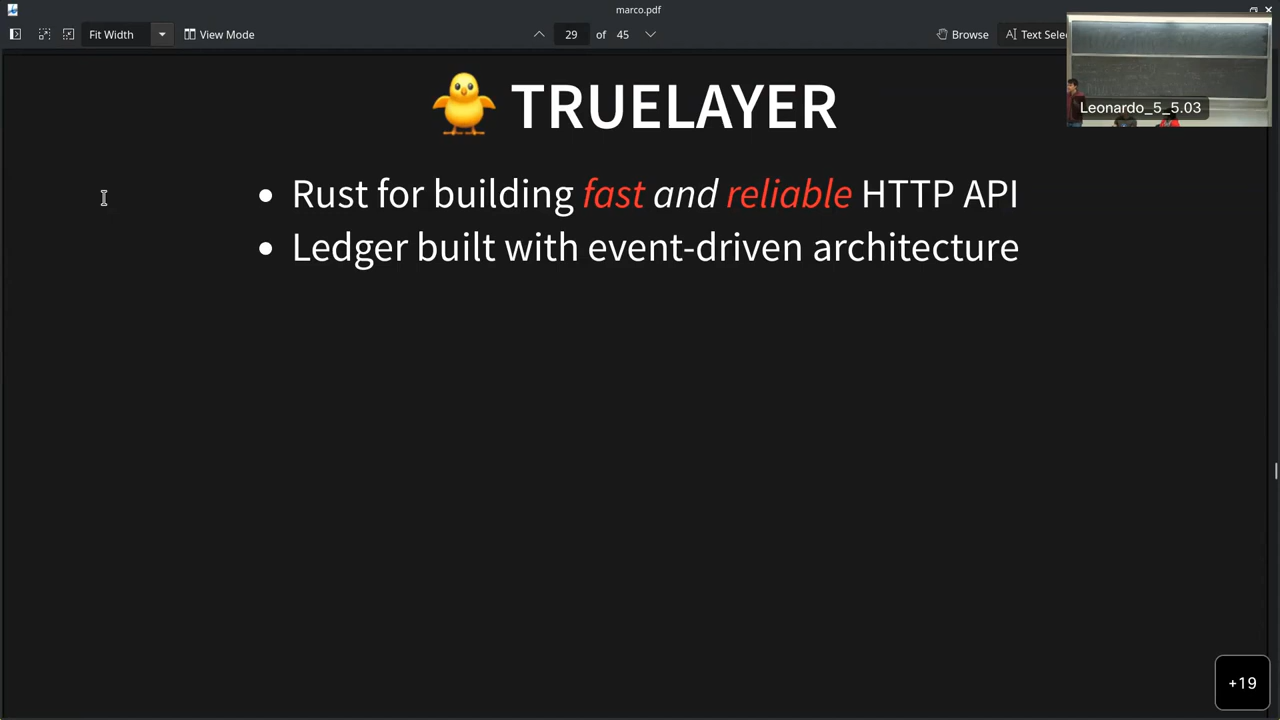 marco.pdf
Fit Width
View Mode
29 of 45
Browse
Text Selec
Leonardo_5_5.03
TRUELAYER
• Rust for building fast and reliable HTTP API
• Ledger built with event-driven architecture
+19